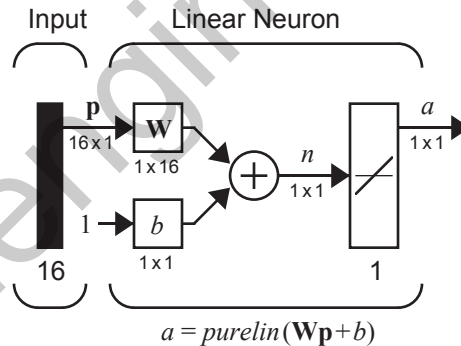 Input Linear Neuron
p W n a
16 x 1 1 x 16 1 x 1 1 x 1
1 b
1 x 1
16 1
a = purelin(Wp+b)